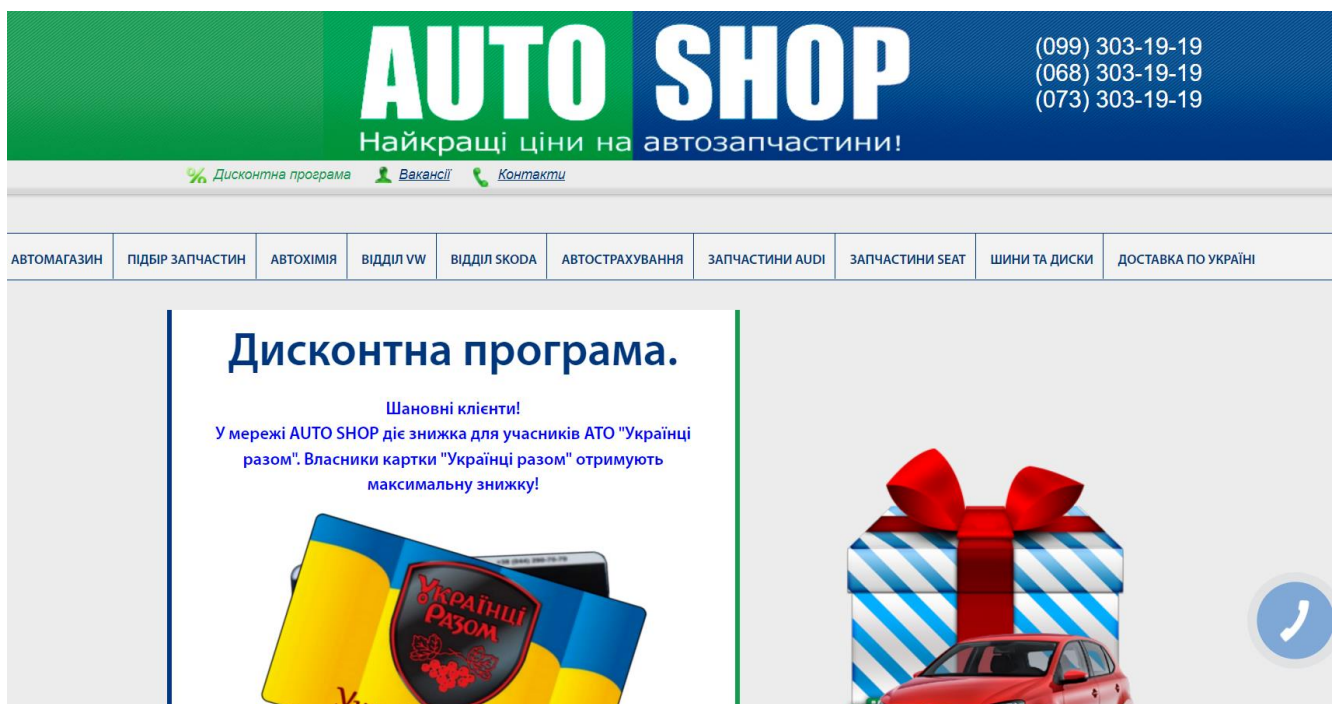 AUTO SHOP
Найкращі ціни на автозапчастини!
(099) 303-19-19
(068) 303-19-19
(073) 303-19-19
Дисконтна програма Вакансії Контакти
АВТОМАГАЗИН ПІДБІР ЗАПЧАСТИН АВТОХІМІЯ ВІДДІЛ VW ВІДДІЛ SKODA АВТОСТРАХУВАННЯ ЗАПЧАСТИНИ AUDI ЗАПЧАСТИНИ SEAT ШИНИ ТА ДИСКИ ДОСТАВКА ПО УКРАЇНІ
Дисконтна програма.
Шановні клієнти!
У мережі AUTO SHOP діє знижка для учасників АТО "Українці
разом". Власники картки "Українці разом" отримують
максимальну знижку!
Українці
Разом